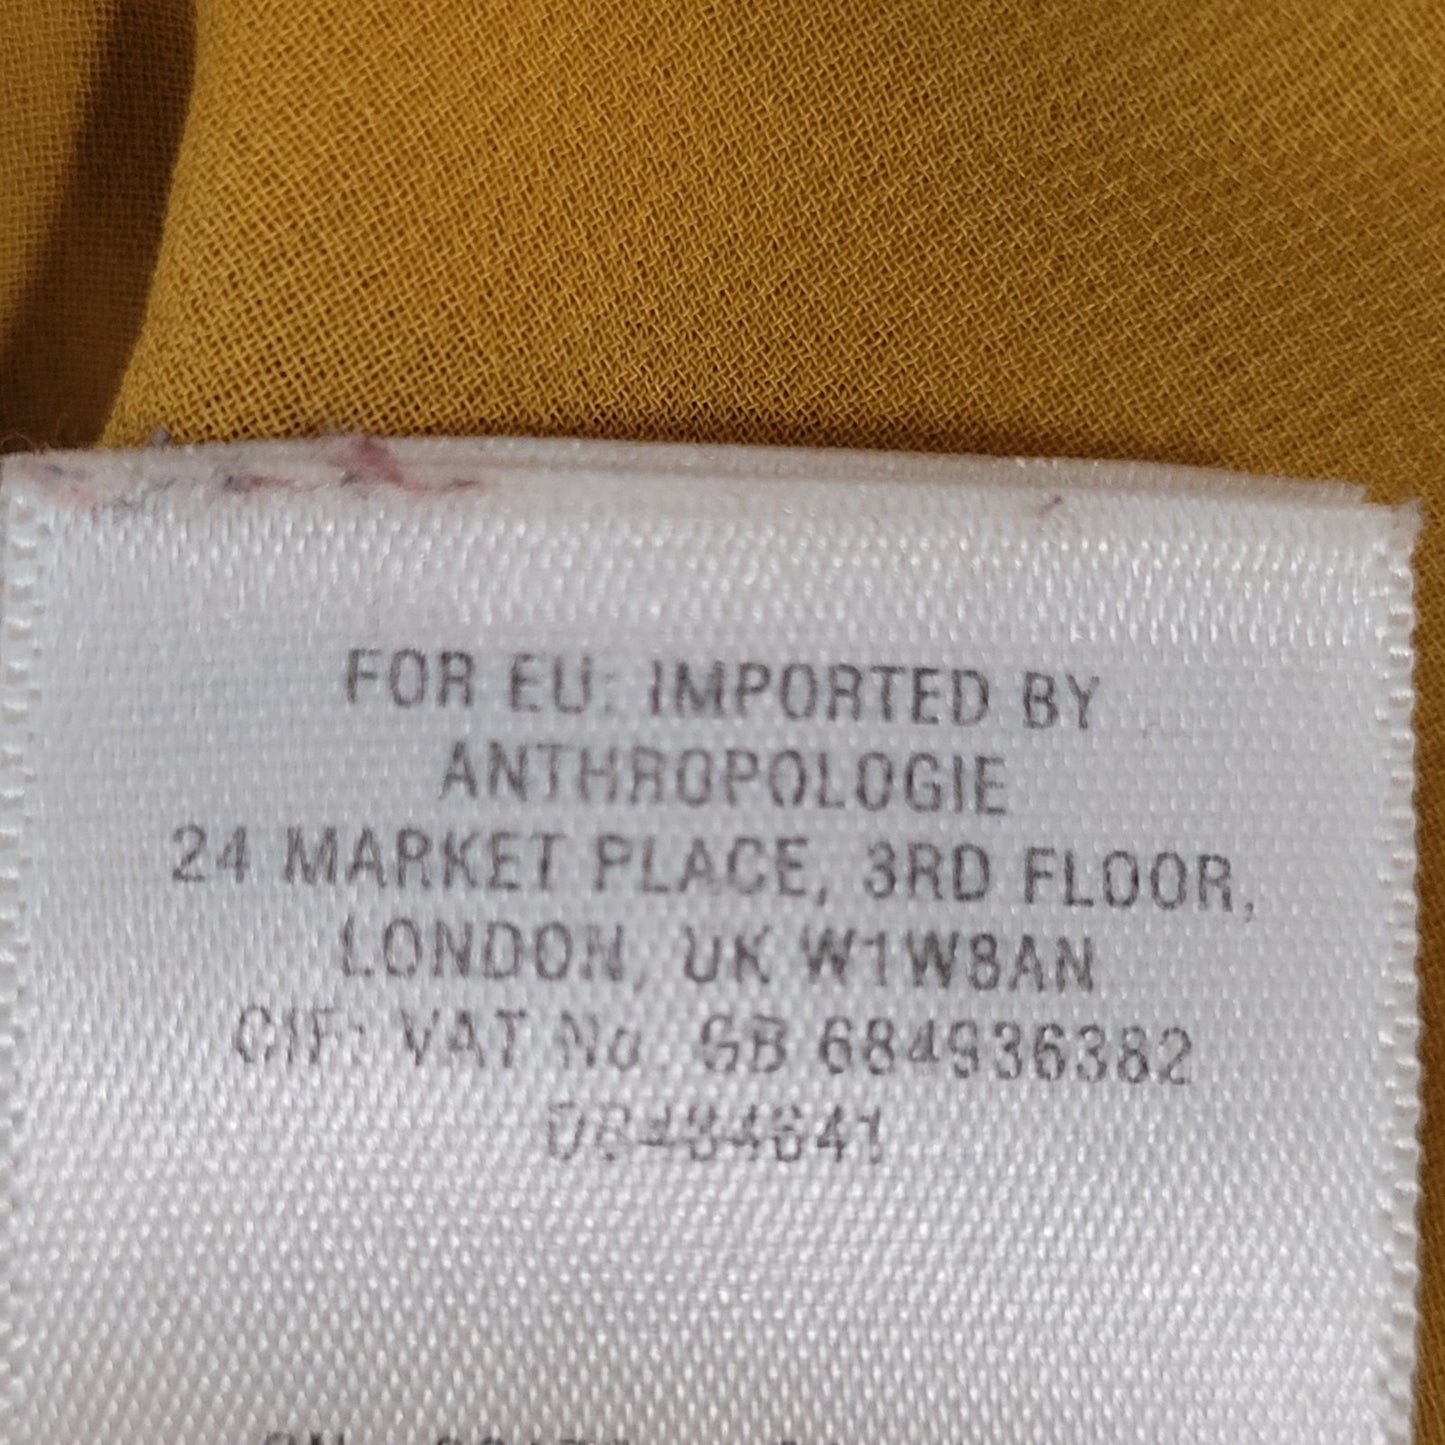 FOR EU: IMPORTED BY
ANTHROPOLOGIE
24 MARKET PLACE, 3RD FLOOR,
LONDON, UK W1W8AN
CIF: VAT No. GB 684936382